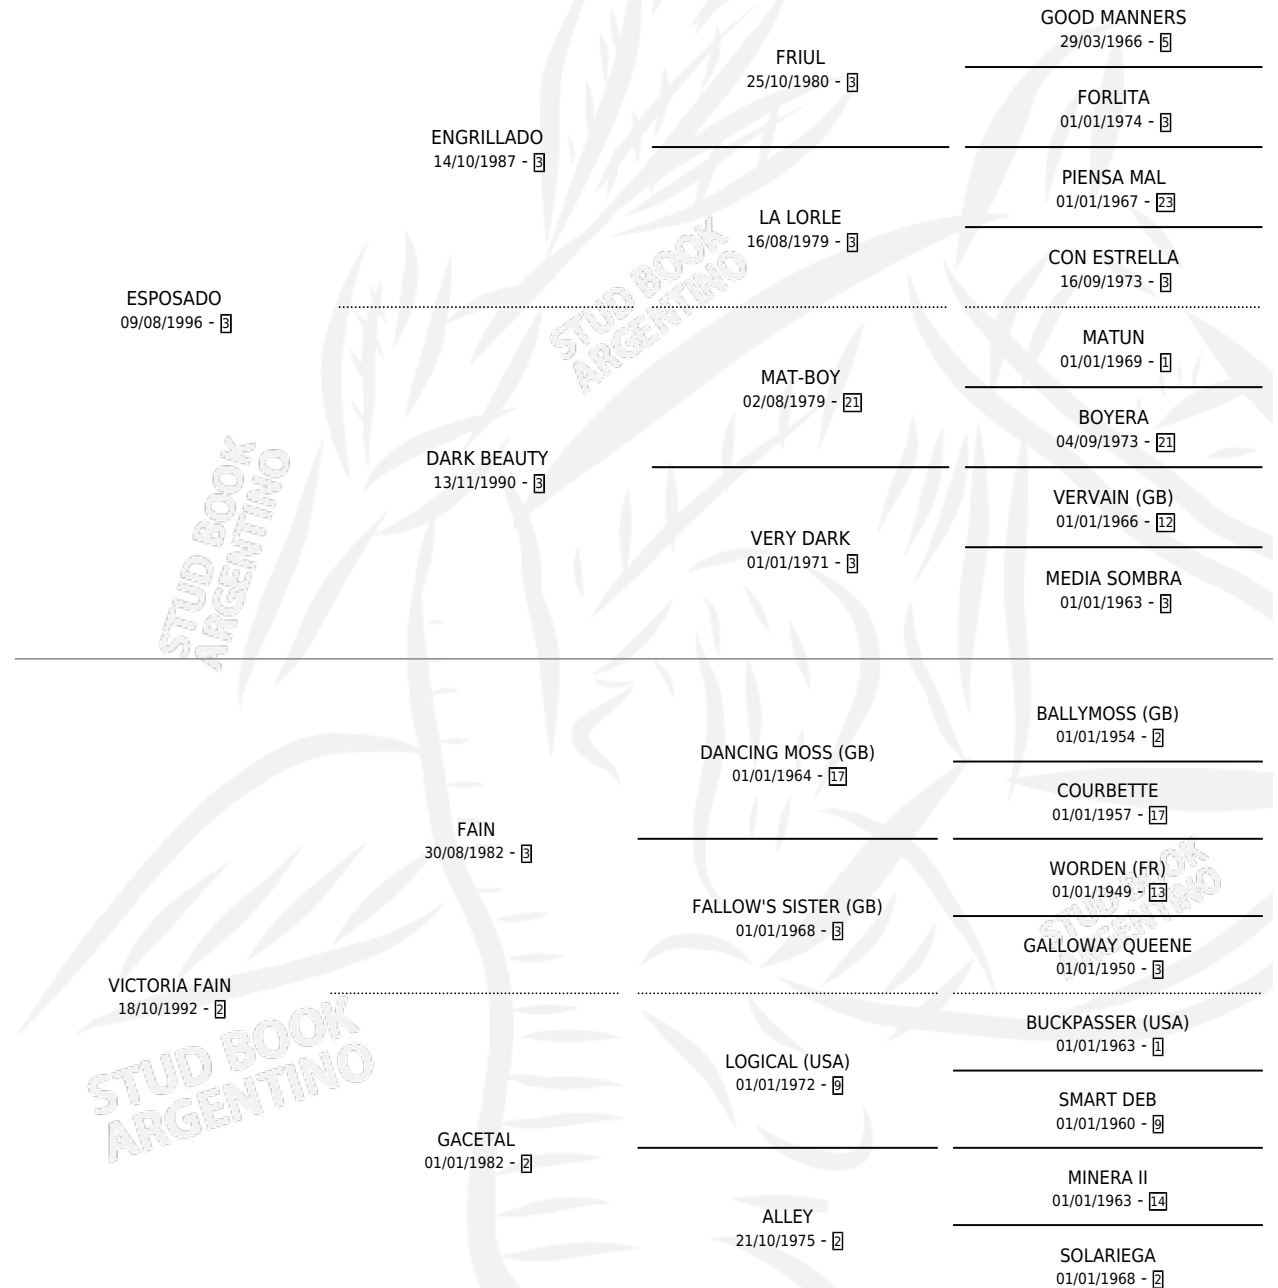 GOOD MANNERS
29/03/1966 - 5
FRIUL
25/10/1980 - 3
FORLITA
01/01/1974 - 3
ENGRILLADO
14/10/1987 - 3
PIENSA MAL
01/01/1967 - 23
LA LORLE
16/08/1979 - 3
CON ESTRELLA
16/09/1973 - 3
ESPOSADO
09/08/1996 - 3
MATUN
01/01/1969 - 1
MAT-BOY
02/08/1979 - 21
BOYERA
04/09/1973 - 21
DARK BEAUTY
13/11/1990 - 3
VERVAIN (GB)
01/01/1966 - 12
VERY DARK
01/01/1971 - 3
MEDIA SOMBRA
01/01/1963 - 3
BALLYMOSS (GB)
01/01/1954 - 2
DANCING MOSS (GB)
01/01/1964 - 17
COURBETTE
01/01/1957 - 17
FAIN
30/08/1982 - 3
WORDEN (FR)
01/01/1949 - 13
FALLOW'S SISTER (GB)
01/01/1968 - 3
GALLOWAY QUEENE
01/01/1950 - 3
VICTORIA FAIN
18/10/1992 - 2
BUCKPASSER (USA)
01/01/1963 - 1
LOGICAL (USA)
01/01/1972 - 9
SMART DEB
01/01/1960 - 9
GACETAL
01/01/1982 - 2
MINERA II
01/01/1963 - 14
ALLEY
21/10/1975 - 2
SOLARIEGA
01/01/1968 - 2
STUD BOOK
ARGENTINO
STUD BOOK
ARGENTINO
STUD BOOK
ARGENTINO
STUD BOOK
ARGENTINO